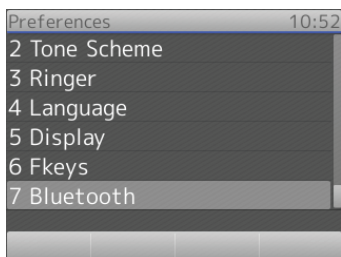 Preferences 10:52
2 Tone Scheme
3 Ringer
4 Language
5 Display
6 Fkeys
7 Bluetooth